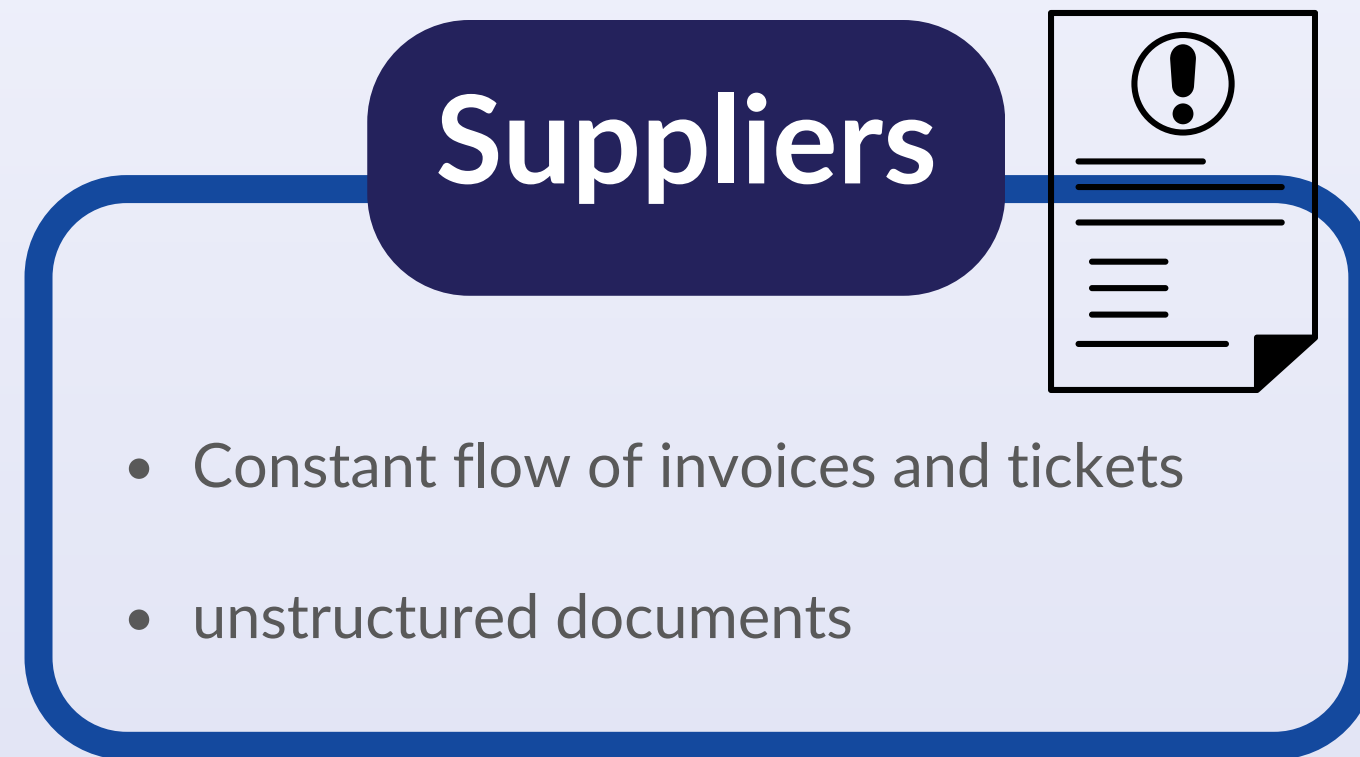 Suppliers
• Constant flow of invoices and tickets
• unstructured documents